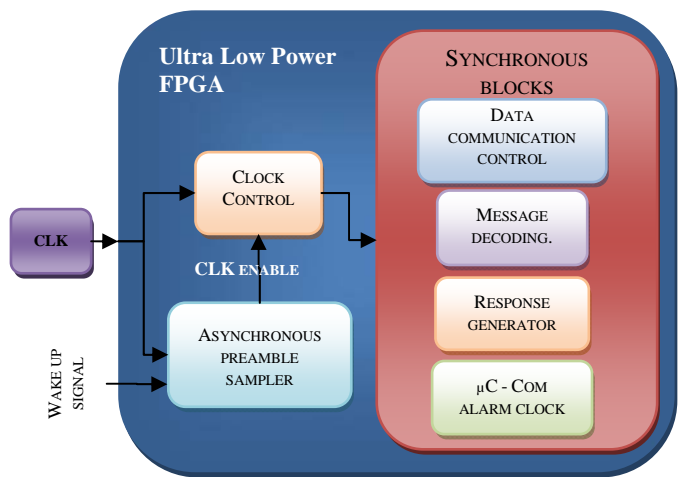 Ultra Low Power
FPGA
SYNCHRONOUS
BLOCKS
DATA
COMMUNICATION
CONTROL
CLOCK
CONTROL
MESSAGE
DECODING.
CLK
CLK ENABLE
RESPONSE
GENERATOR
ASYNCHRONOUS
PREAMBLE
SAMPLER
WAKE UP
SIGNAL
µC - COM
ALARM CLOCK